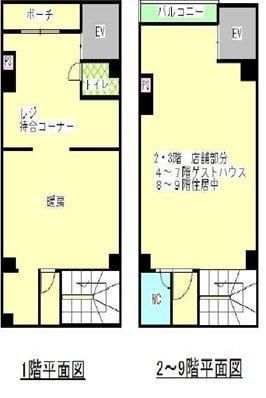 ポーチ
EV
PS
トイレ
レジ
待合コーナー
暖房
1階平面図
バルコニー
EV
PS
2・3階 店舗部分
4〜7階ゲストハウス
8〜9階住居中
WC
2〜9階平面図